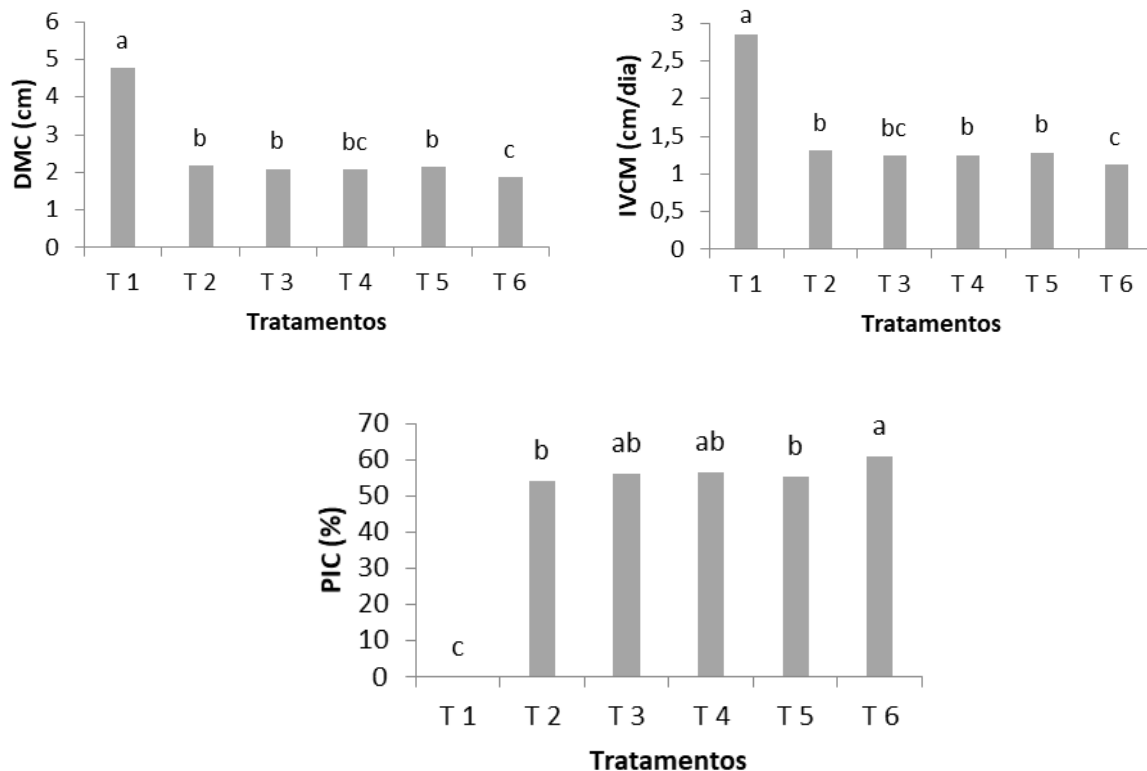 6
5
4
3
2
1
0
DMC (cm)
a
b
b
bc
b
c
T 1 T 2 T 3 T 4 T 5 T 6
Tratamentos
3
2,5
2
1,5
1
0,5
0
IVCM (cm/dia)
a
b
bc
b
b
c
T 1 T 2 T 3 T 4 T 5 T 6
Tratamentos
70
60
50
40
30
20
10
0
PIC (%)
c
b
ab
ab
b
a
T 1 T 2 T 3 T 4 T 5 T 6
Tratamentos